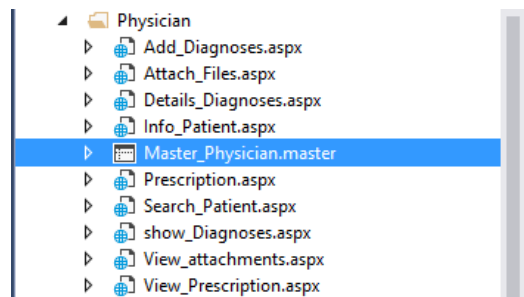 Physician
Add_Diagnoses.aspx
Attach_Files.aspx
Details_Diagnoses.aspx
Info_Patient.aspx
Master_Physician.master
Prescription.aspx
Search_Patient.aspx
show_Diagnoses.aspx
View_attachments.aspx
View_Prescription.aspx